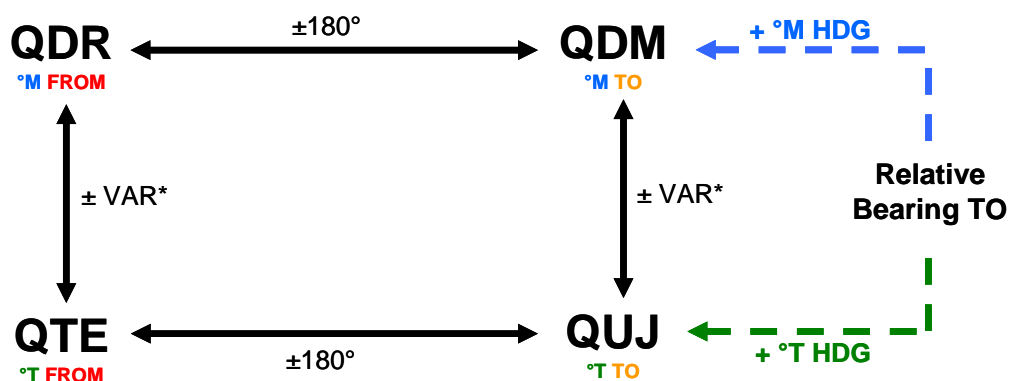 QDR
°M FROM
±180°
QDM
°M TO
+ °M HDG
± VAR*
± VAR*
Relative
Bearing TO
QTE
°T FROM
±180°
QUJ
°T TO
+ °T HDG